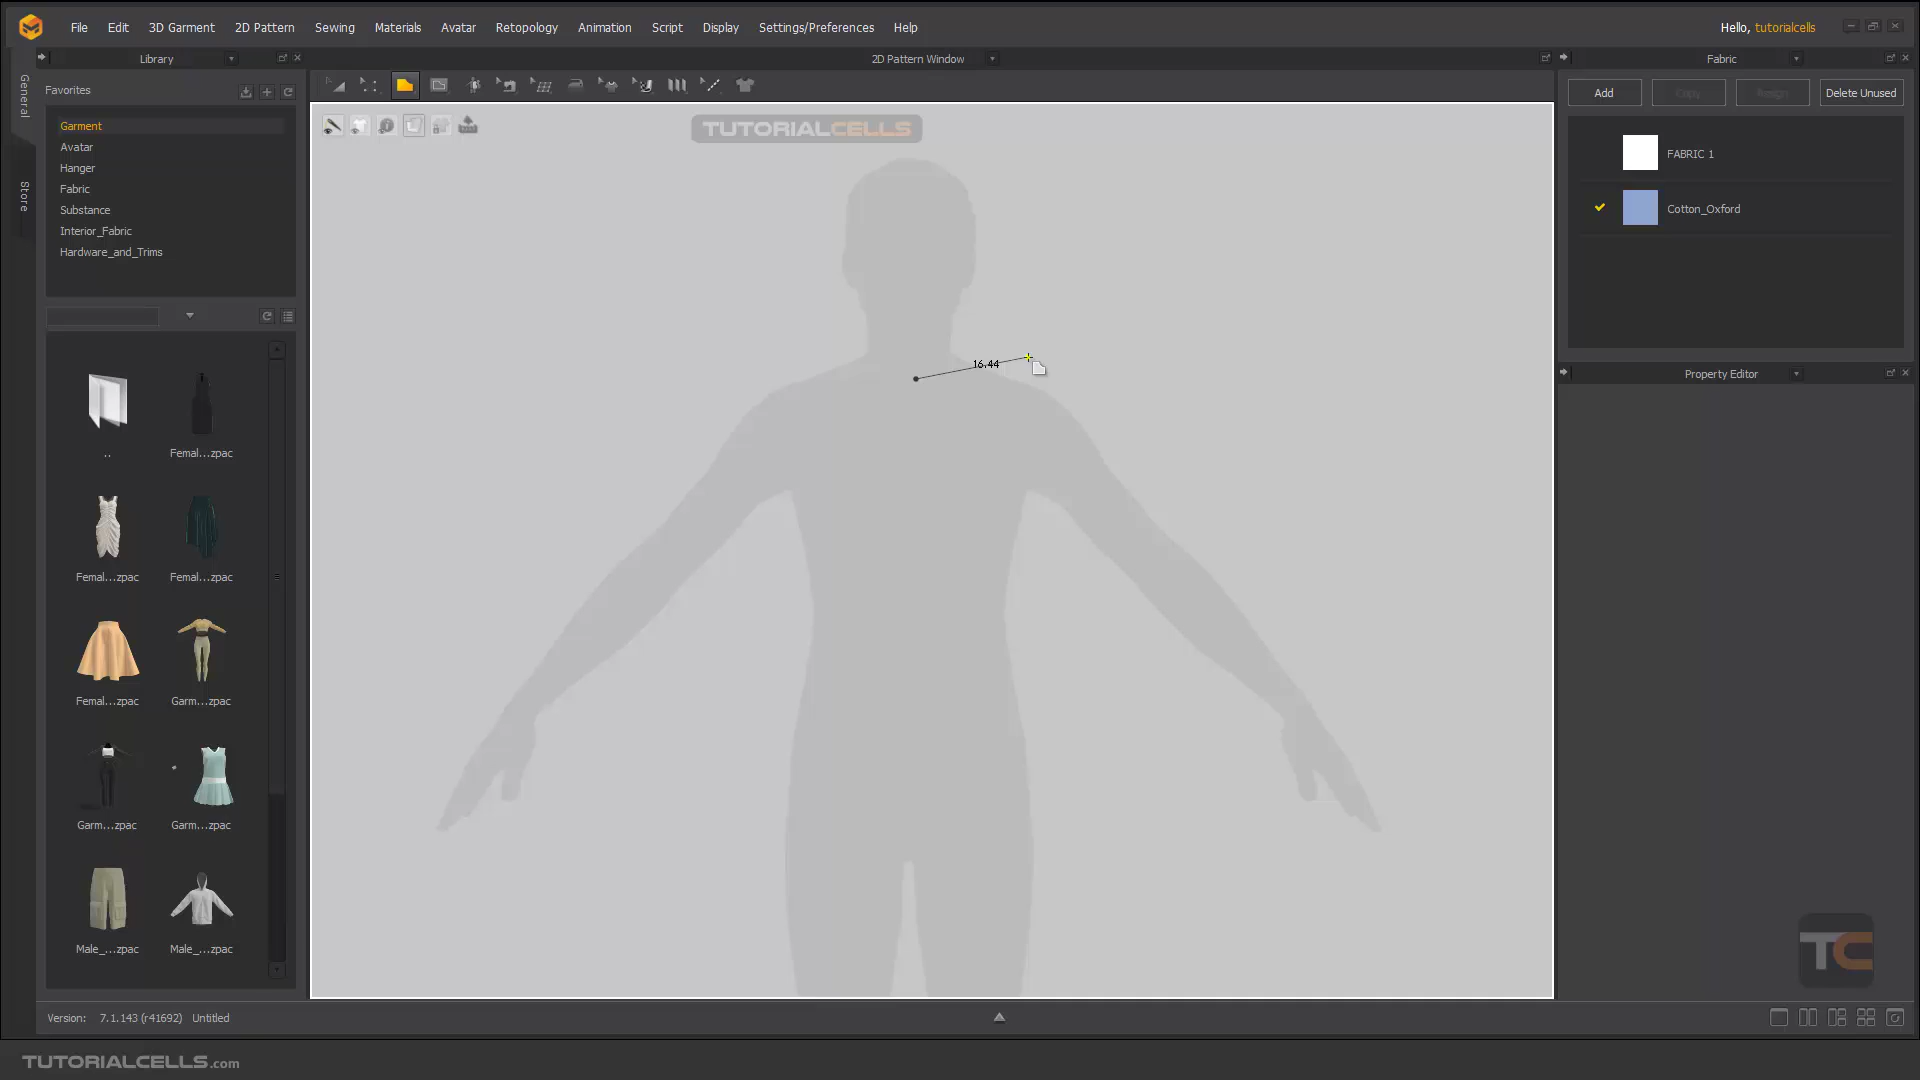 File Edit 3D Garment 2D Pattern Sewing Materials Avatar Retopology Animation Script Display Settings/Preferences Help
Hello, tutorialcells
Library
2D Pattern Window
Fabric
General
Store
Favorites
Garment
Avatar
Hanger
Fabric
Substance
Interior_Fabric
Hardware_and_Trims
..
Femal...zpac
Femal...zpac
Femal...zpac
Femal...zpac
Garm...zpac
Garm...zpac
Garm...zpac
Male_...zpac
Male_...zpac
TUTORIALCELLS
16.44
Add Copy Assign Delete Unused
FABRIC 1
Cotton_Oxford
Property Editor
TC
Version: 7.1.143 (r41692) Untitled
TUTORIALCELLS.com